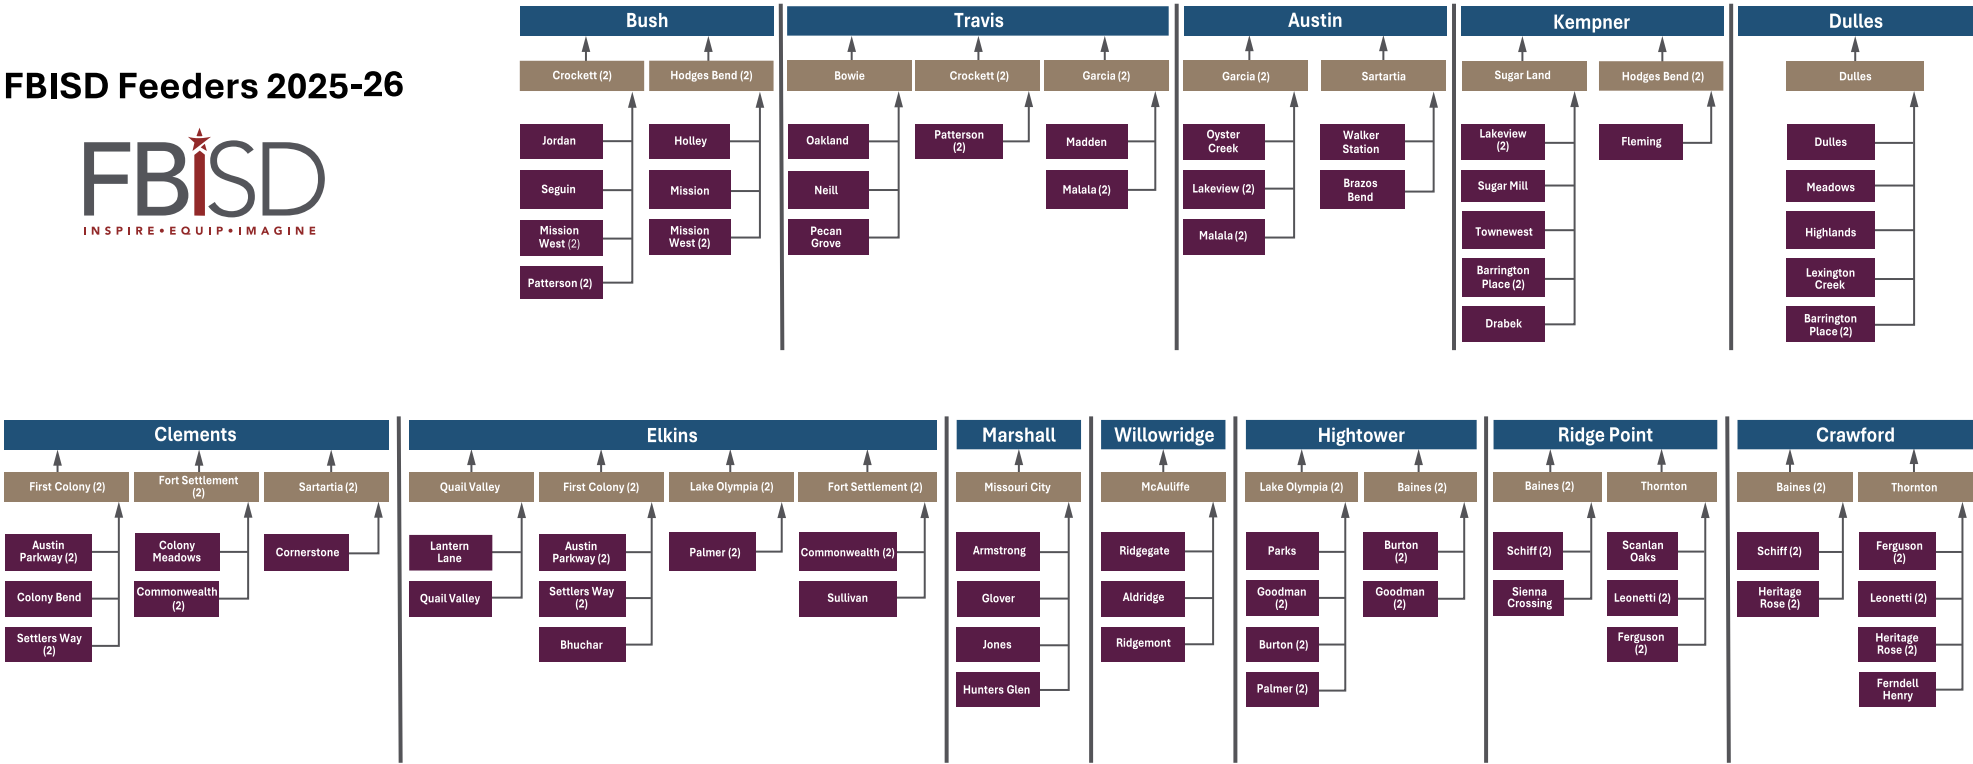 FBISD Feeders 2025-26
FBISD
INSPIRE•EQUIP•IMAGINE
Bush
Crockett (2)
Jordan
Seguin
Mission
West (2)
Patterson (2)
Hodges Bend (2)
Holley
Mission
Mission
West (2)
Travis
Bowie
Oakland
Neill
Pecan
Grove
Crockett (2)
Patterson
(2)
Garcia (2)
Madden
Malala (2)
Austin
Garcia (2)
Oyster
Creek
Lakeview (2)
Malala (2)
Sartartia
Walker
Station
Brazos
Bend
Kempner
Sugar Land
Lakeview
(2)
Sugar Mill
Townewest
Barrington
Place (2)
Drabek
Hodges Bend (2)
Fleming
Dulles
Dulles
Dulles
Meadows
Highlands
Lexington
Creek
Barrington
Place (2)
Clements
First Colony (2)
Austin
Parkway (2)
Colony Bend
Settlers Way
(2)
Fort Settlement
(2)
Colony
Meadows
Commonwealth
(2)
Sartartia (2)
Cornerstone
Elkins
Quail Valley
Lantern
Lane
Quail Valley
First Colony (2)
Austin
Parkway (2)
Settlers Way
(2)
Bhuchar
Lake Olympia (2)
Palmer (2)
Fort Settlement (2)
Commonwealth (2)
Sullivan
Marshall
Missouri City
Armstrong
Glover
Jones
Hunters Glen
Willowridge
McAuliffe
Ridgegate
Aldridge
Ridgemont
Hightower
Lake Olympia (2)
Parks
Goodman
(2)
Burton (2)
Palmer (2)
Baines (2)
Burton
(2)
Goodman
(2)
Ridge Point
Baines (2)
Schiff (2)
Sienna
Crossing
Thornton
Scanlan
Oaks
Leonetti (2)
Ferguson
(2)
Crawford
Baines (2)
Schiff (2)
Heritage
Rose (2)
Thornton
Ferguson
(2)
Leonetti (2)
Heritage
Rose (2)
Ferndell
Henry